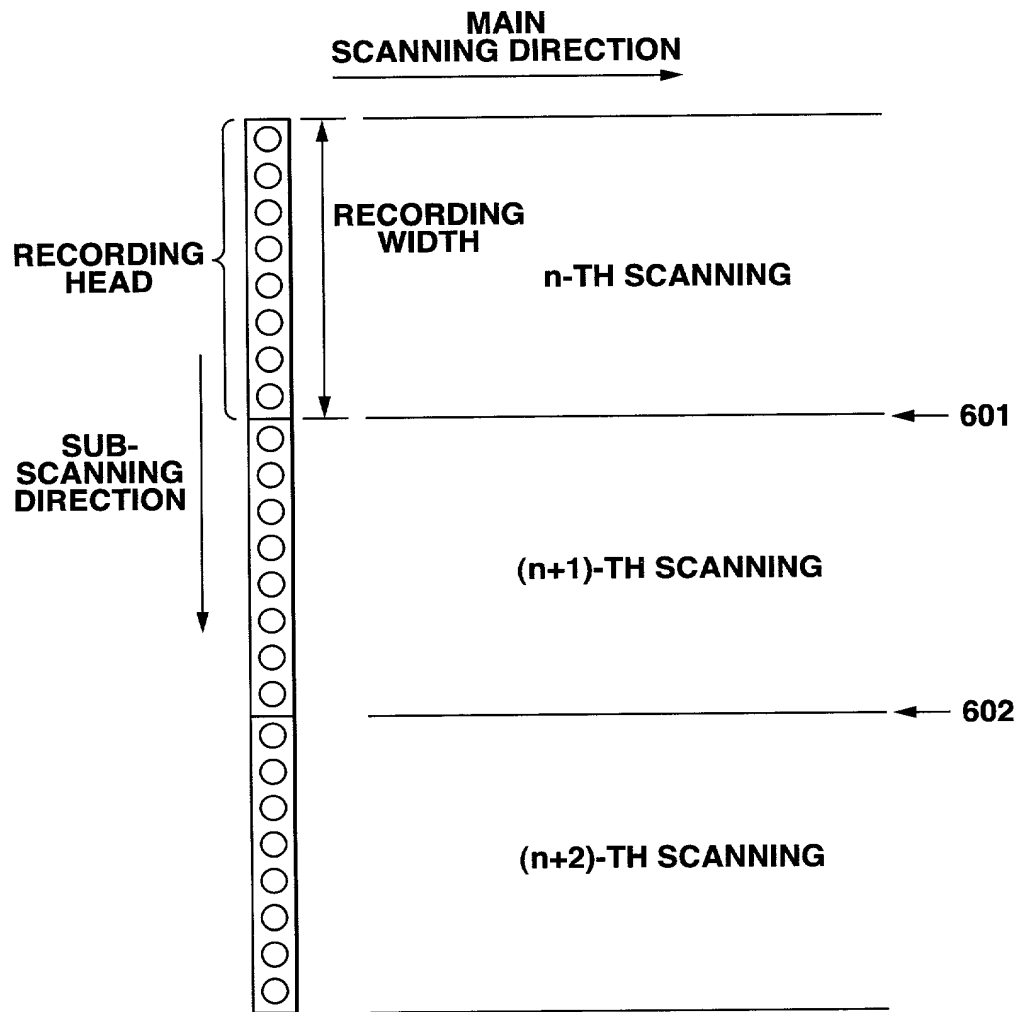 MAIN
SCANNING DIRECTION
RECORDING
WIDTH
RECORDING
HEAD
n-TH SCANNING
601
SUB-
SCANNING
DIRECTION
(n+1)-TH SCANNING
602
(n+2)-TH SCANNING